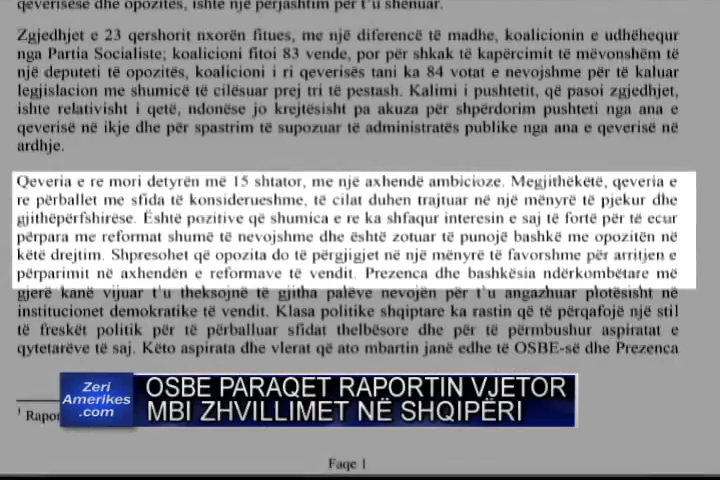 qeverisëse dhe opozitës, ishte një përjashtim për t'u shënuar.
Zgjedhjet e 23 qershorit nxorën fitues, me një diferencë të madhe, koalicionin e udhëhequr
nga Partia Socialiste; koalicioni fitoi 83 vende, por për shkak të kapërcimit të mëvonshëm të
një deputeti të opozitës, koalicioni i ri qeverisës tani ka 84 votat e nevojshme për të kaluar
legjislacion me shumicë të cilësuar prej tri të pestash. Kalimi i pushtetit, që pasoi zgjedhjet,
ishte relativisht i qetë, ndonëse jo krejtësisht pa akuza për shpërdorim pushteti nga ana e
qeverisë në ikje dhe për spastrim të supozuar të administratës publike nga ana e qeverisë në
ardhje.
Qeveria e re mori detyrën më 15 shtator, me një axhendë ambicioze. Megjithëkëtë, qeveria e
re përballet me sfida të konsiderueshme, të cilat duhen trajtuar në një mënyrë të pjekur dhe
gjithëpërfshirëse. Është pozitive që shumica e re ka shfaqur interesin e saj të fortë për të ecur
përpara me reformat shumë të nevojshme dhe është zotuar të punojë bashkë me opozitën në
këtë drejtim. Shpresohet që opozita do të përgjigjet në një mënyrë të favorshme për arritjen e
përparimit në axhendën e reformave të vendit. Prezenca dhe bashkësia ndërkombëtare më
gjerë kanë vijuar t'u theksojnë të gjitha palëve nevojën për t'u angazhuar plotësisht në
institucionet demokratike të vendit. Klasa politike shqiptare ka rastin që të përqafojë një stil
të freskët politik për të përballuar sfidat thelbësore dhe për të përmbushur aspiratat e
qytetarëve të saj. Këto aspirata dhe vlerat që ato mbartin janë edhe të OSBE-së dhe Prezenca
Zeri
Amerikes
.com
OSBE PARAQET RAPORTIN VJETOR
MBI ZHVILLIMET NË SHQIPËRI
1 Rapor
Faqe 1